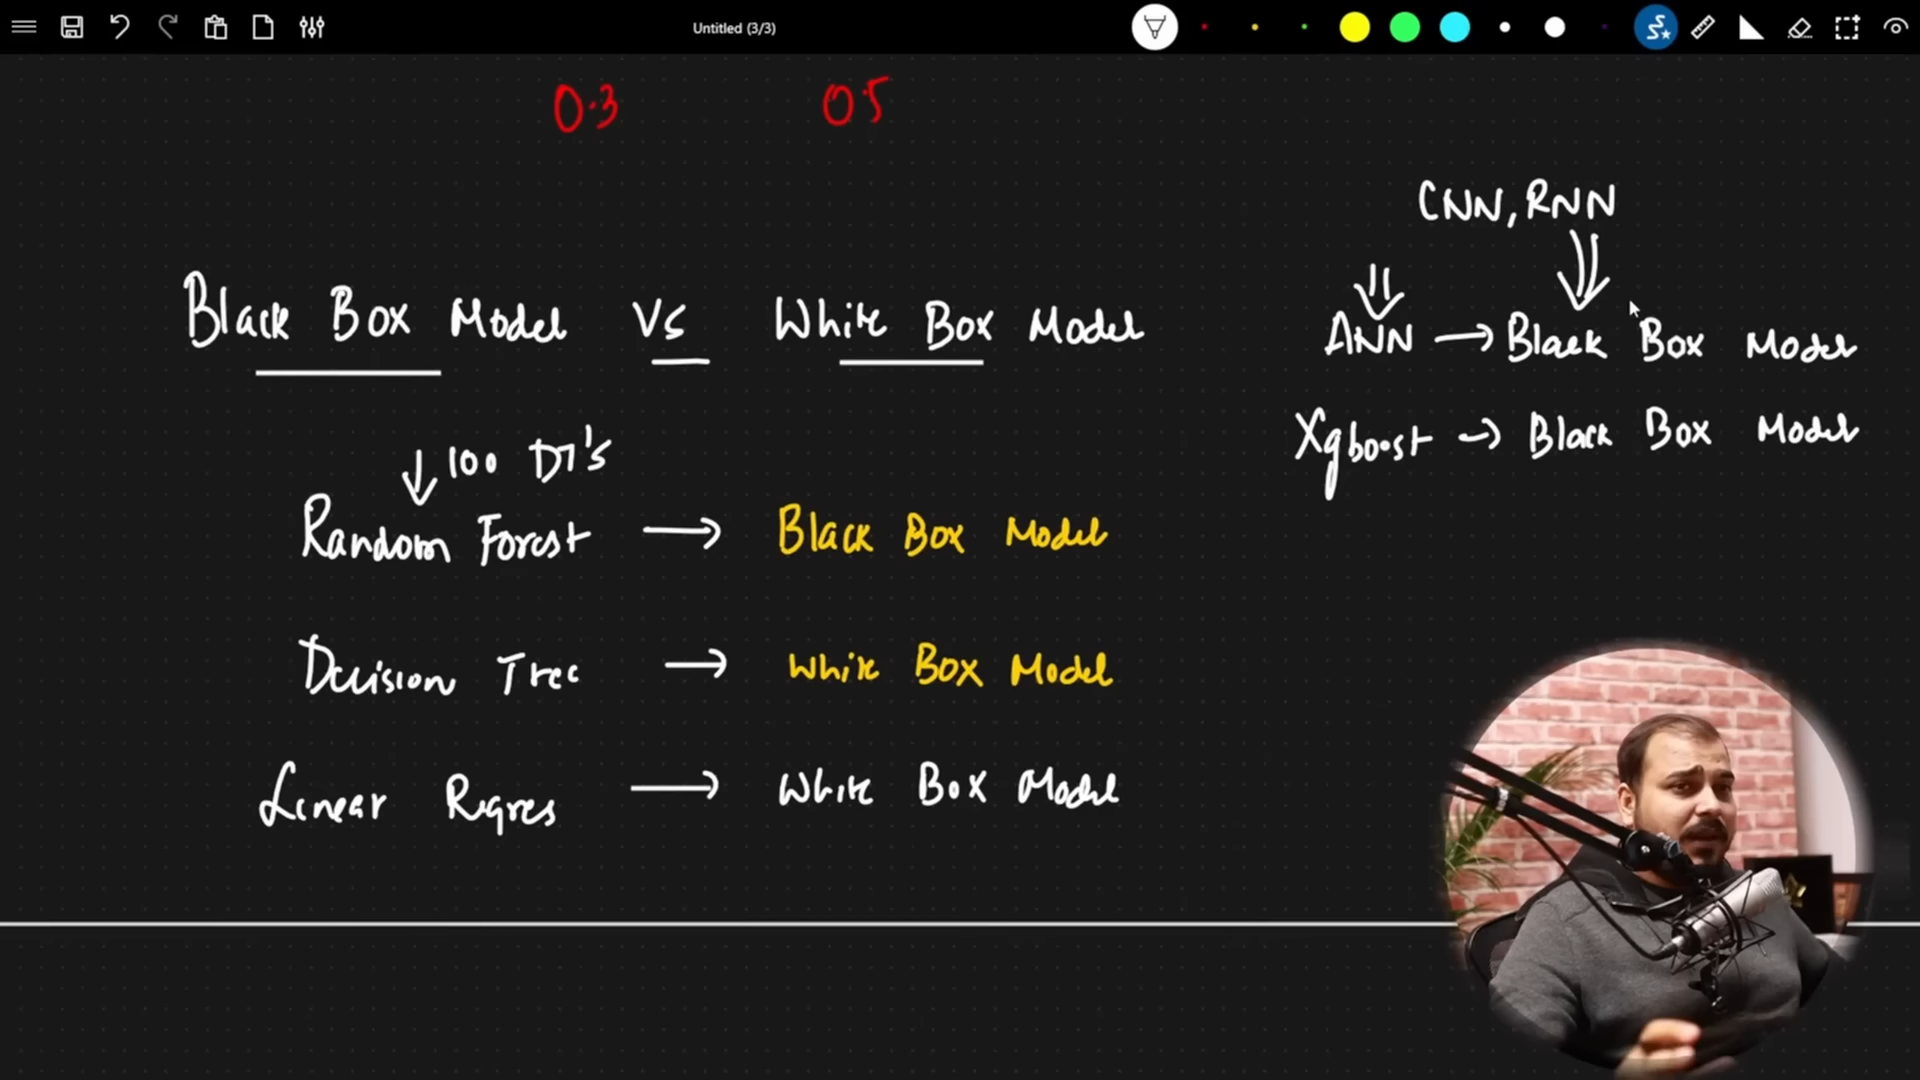 Untitled (3/3)
0.3 0.5
CNN, RNN
Black Box Model Vs White Box Model
ANN → Black Box Model
Xgboost → Black Box Model
↓ 100 DT's
Random Forest → Black Box Model
Decision Tree → White Box Model
Linear Regres → White Box Model